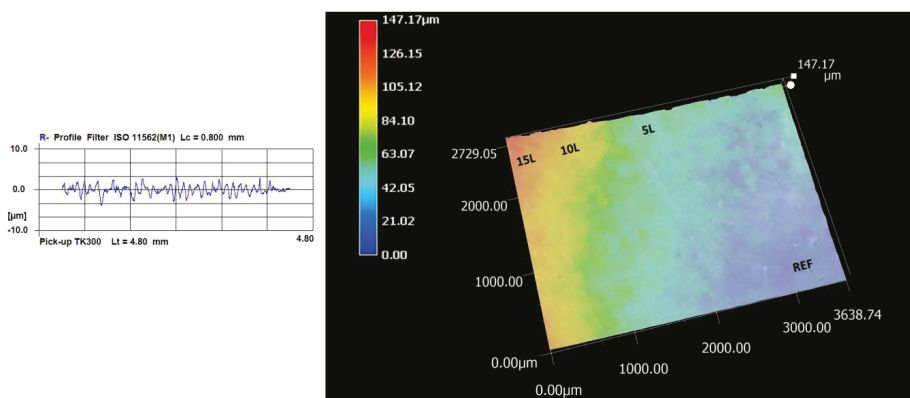 R- Profile Filter ISO 11562(M1) Lc = 0.800 mm
10.0
0.0
[µm]
-10.0
Pick-up TK300 Lt = 4.80 mm
4.80
147.17µm
126.15
105.12
84.10
63.07
42.05
21.02
0.00
147.17
µm
2729.05
2000.00
1000.00
0.00µm
15L
10L
5L
REF
0.00µm
1000.00
2000.00
3000.00
3638.74